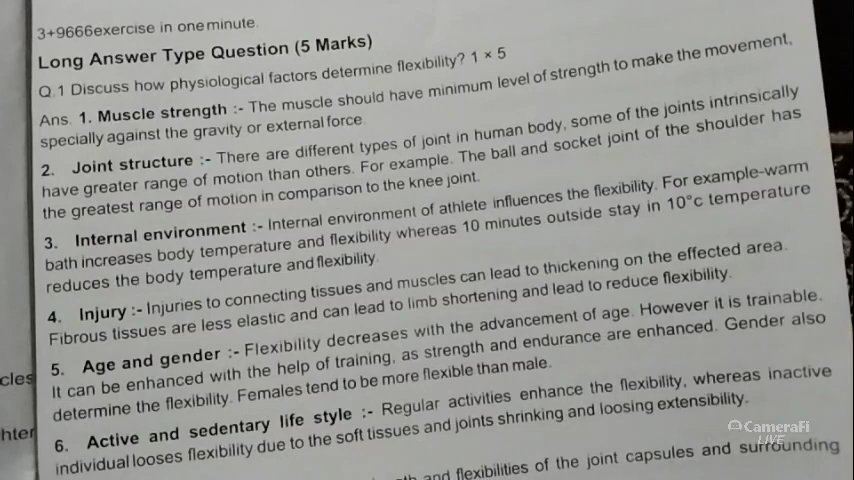 3+9666exercise in one minute.
Long Answer Type Question (5 Marks)
Q.1 Discuss how physiological factors determine flexibility? 1 × 5
Ans. 1. Muscle strength :- The muscle should have minimum level of strength to make the movement,
specially against the gravity or external force.
2. Joint structure :- There are different types of joint in human body, some of the joints intrinsically
have greater range of motion than others. For example. The ball and socket joint of the shoulder has
the greatest range of motion in comparison to the knee joint.
3. Internal environment :- Internal environment of athlete influences the flexibility. For example-warm
bath increases body temperature and flexibility whereas 10 minutes outside stay in 10°c temperature
reduces the body temperature and flexibility.
4. Injury :- Injuries to connecting tissues and muscles can lead to thickening on the effected area.
Fibrous tissues are less elastic and can lead to limb shortening and lead to reduce flexibility.
5. Age and gender :- Flexibility decreases with the advancement of age. However it is trainable.
It can be enhanced with the help of training, as strength and endurance are enhanced. Gender also
determine the flexibility. Females tend to be more flexible than male.
6. Active and sedentary life style :- Regular activities enhance the flexibility, whereas inactive
individual looses flexibility due to the soft tissues and joints shrinking and loosing extensibility.
and flexibilities of the joint capsules and surrounding
cles
hter
CameraFi
LIVE